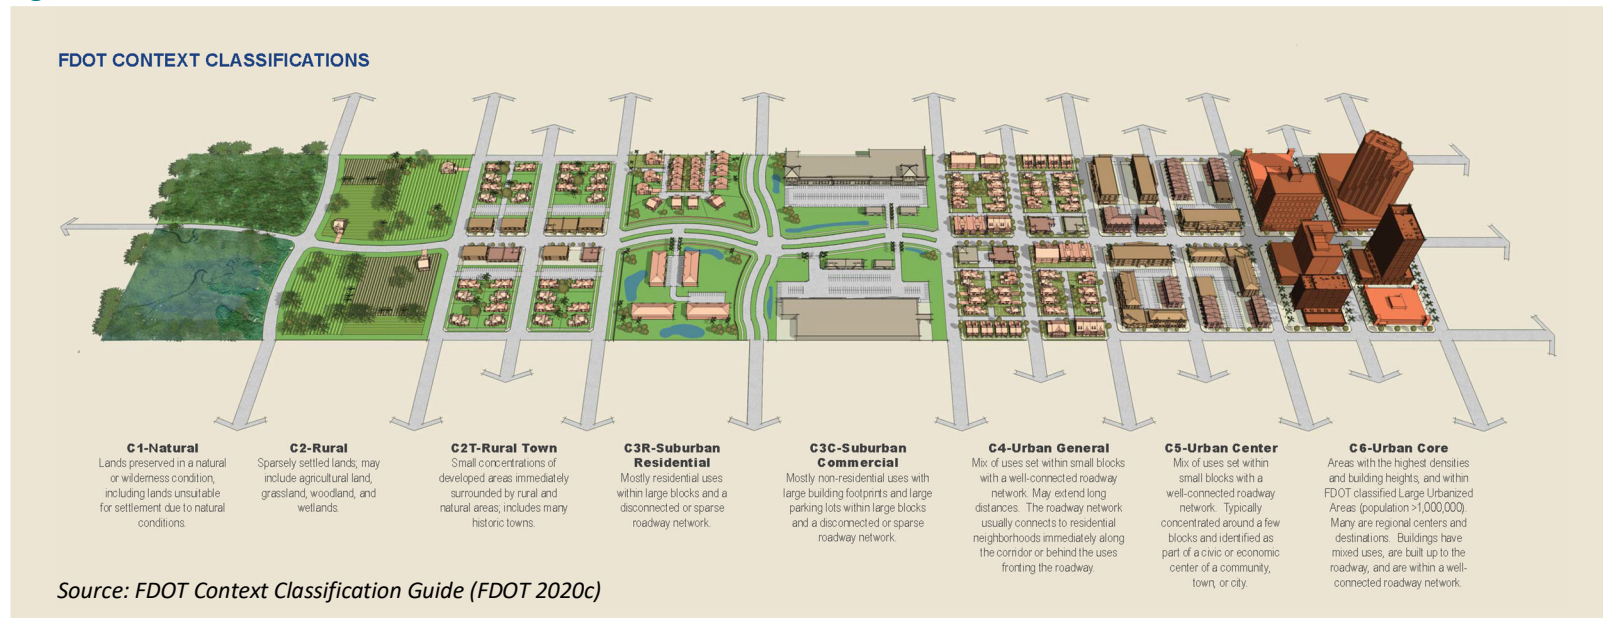 FDOT CONTEXT CLASSIFICATIONS
C1-Natural
Lands preserved in a natural
or wilderness condition,
including lands unsuitable
for settlement due to natural
conditions.
C2-Rural
Sparsely settled lands; may
include agricultural land,
grassland, woodland, and
wetlands.
C2T-Rural Town
Small concentrations of
developed areas immediately
surrounded by rural and
natural areas; includes many
historic towns.
C3R-Suburban
Residential
Mostly residential uses
within large blocks and a
disconnected or sparse
roadway network.
C3C-Suburban
Commercial
Mostly non-residential uses with
large building footprints and large
parking lots within large blocks
and a disconnected or sparse
roadway network.
C4-Urban General
Mix of uses set within small blocks
with a well-connected roadway
network. May extend long
distances. The roadway network
usually connects to residential
neighborhoods immediately along
the corridor or behind the uses
fronting the roadway.
C5-Urban Center
Mix of uses set within
small blocks with a
well-connected roadway
network. Typically
concentrated around a few
blocks and identified as
part of a civic or economic
center of a community,
town, or city.
C6-Urban Core
Areas with the highest densities
and building heights, and within
FDOT classified Large Urbanized
Areas (population >1,000,000).
Many are regional centers and
destinations. Buildings have
mixed uses, are built up to the
roadway, and are within a well-
connected roadway network.
Source: FDOT Context Classification Guide (FDOT 2020c)